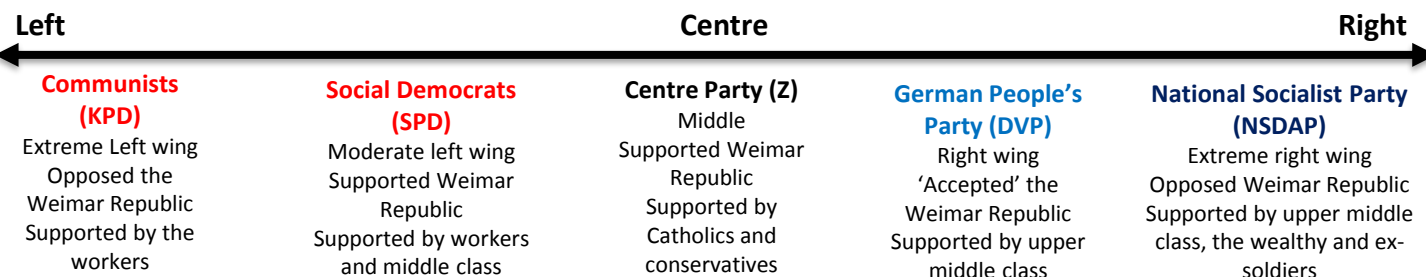 Left
Centre
Right
Communists
(KPD)
Extreme Left wing
Opposed the
Weimar Republic
Supported by the
workers
Social Democrats
(SPD)
Moderate left wing
Supported Weimar
Republic
Supported by workers
and middle class
Centre Party (Z)
Middle
Supported Weimar
Republic
Supported by
Catholics and
conservatives
German People's
Party (DVP)
Right wing
'Accepted' the
Weimar Republic
Supported by upper
middle class
National Socialist Party
(NSDAP)
Extreme right wing
Opposed Weimar Republic
Supported by upper middle
class, the wealthy and ex-
soldiers